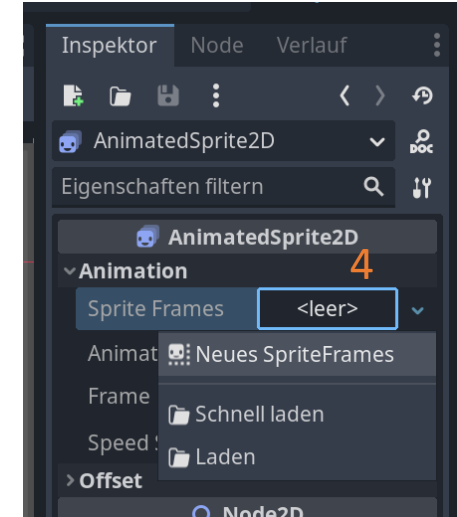 Inspektor Node Verlauf
DOC
AnimatedSprite2D
Eigenschaften filtern
AnimatedSprite2D
Animation
4
Sprite Frames <leer>
Animat Neues SpriteFrames
Frame
Schnell laden
Speed
Laden
Offset
Node2D